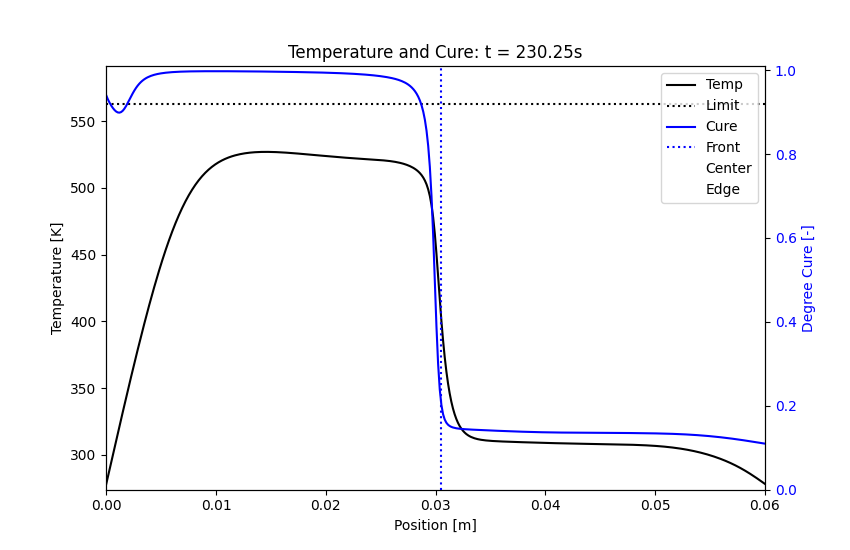 Temperature and Cure: t = 230.25s
Temp
Limit
Cure
Front
Center
Edge
Temperature [K]
550
500
450
400
350
300
Degree Cure [-]
1.0
0.8
0.6
0.4
0.2
0.0
0.00 0.01 0.02 0.03 0.04 0.05 0.06
Position [m]